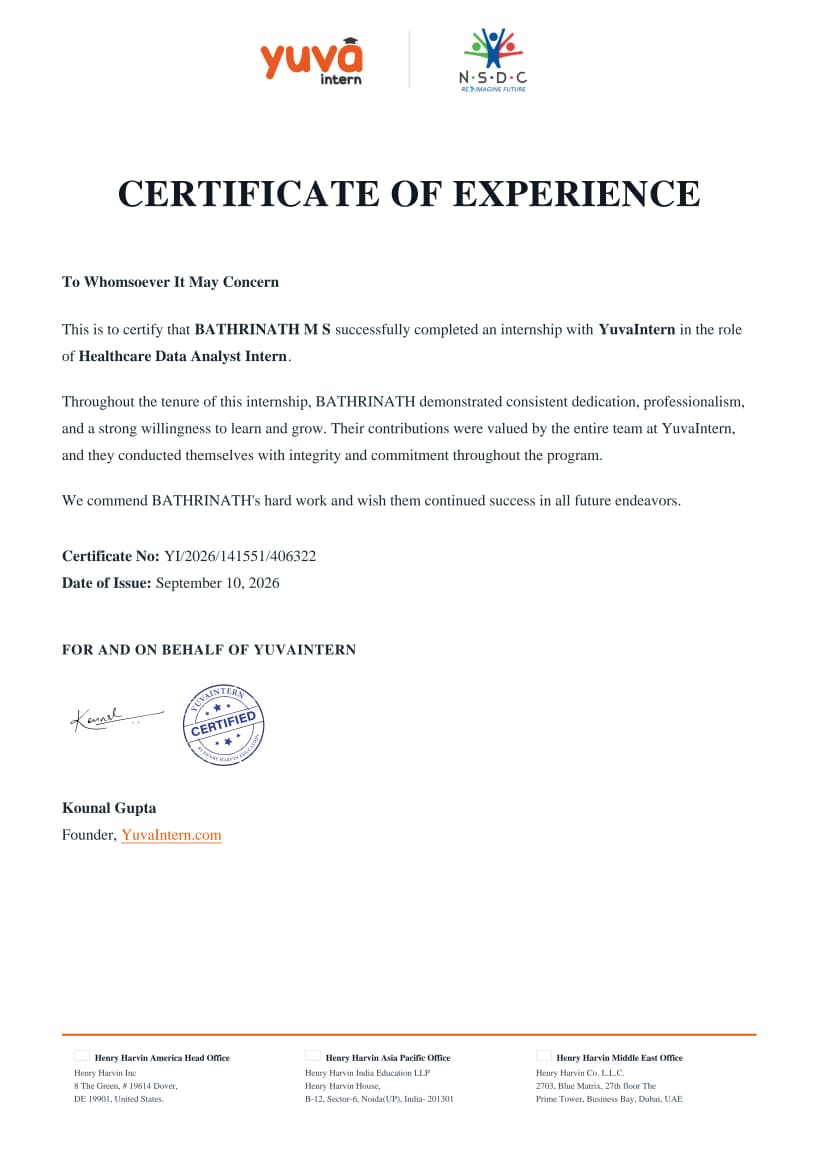 yuva
intern
N·S·D·C
RE IMAGINE FUTURE
CERTIFICATE OF EXPERIENCE
To Whomsoever It May Concern
This is to certify that BATHRINATH M S successfully completed an internship with YuvaIntern in the role
of Healthcare Data Analyst Intern.
Throughout the tenure of this internship, BATHRINATH demonstrated consistent dedication, professionalism,
and a strong willingness to learn and grow. Their contributions were valued by the entire team at YuvaIntern,
and they conducted themselves with integrity and commitment throughout the program.
We commend BATHRINATH's hard work and wish them continued success in all future endeavors.
Certificate No: YI/2026/141551/406322
Date of Issue: September 10, 2026
FOR AND ON BEHALF OF YUVAINTERN
Kounal
YUVAINTERN
CERTIFIED
BY HENRY HARVIN EDUCATION
Kounal Gupta
Founder, YuvaIntern.com
Henry Harvin America Head Office
Henry Harvin Inc
8 The Green, # 19614 Dover,
DE 19901, United States.
Henry Harvin Asia Pacific Office
Henry Harvin India Education LLP
Henry Harvin House,
B-12, Sector-6, Noida(UP), India- 201301
Henry Harvin Middle East Office
Henry Harvin Co. L.L.C.
2703, Blue Matrix, 27th floor The
Prime Tower, Business Bay, Dubai, UAE